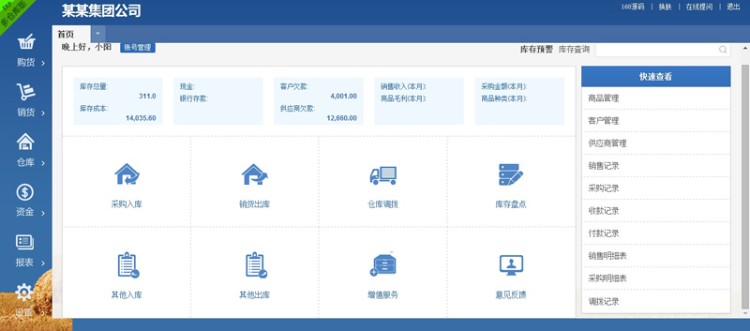 多仓库版
某某集团公司
168源码 | 换肤 | 在线提问 | 退出
首页
晚上好，小阳 账号管理
库存预警 库存查询
购货
销货
仓库
资金
报表
设置
库存总量:
311.0
库存成本:
14,035.60
现金:
银行存款:
客户欠款:
4,001.00
供应商欠款:
12,660.00
销售收入(本月):
商品毛利(本月):
采购金额(本月):
商品种类(本月):
采购入库
销货出库
仓库调拨
库存盘点
其他入库
其他出库
增值服务
意见反馈
快速查看
商品管理
客户管理
供应商管理
销售记录
采购记录
收款记录
付款记录
销售明细表
采购明细表
调拨记录